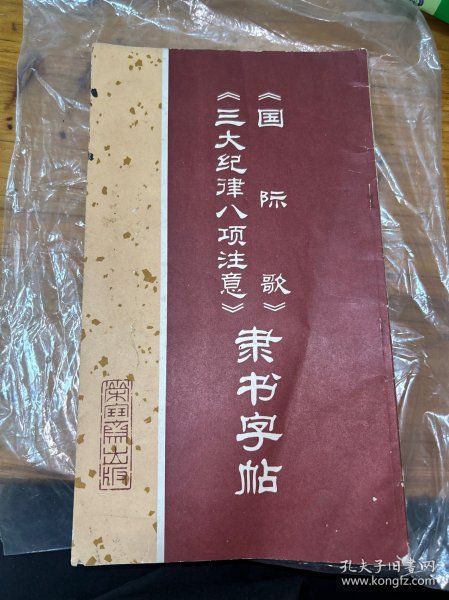 《国际歌》
《三大纪律八项注意》
隶书字帖
荣宝斋出版
孔夫子旧书网
www.kongfz.com